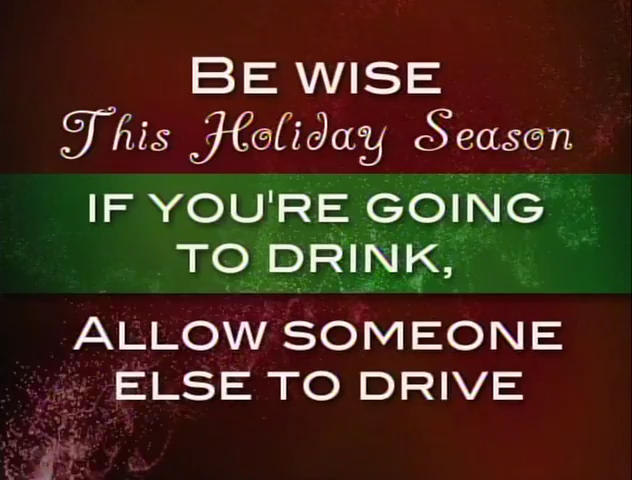 BE WISE
This Holiday Season
IF YOU'RE GOING
TO DRINK,
ALLOW SOMEONE
ELSE TO DRIVE